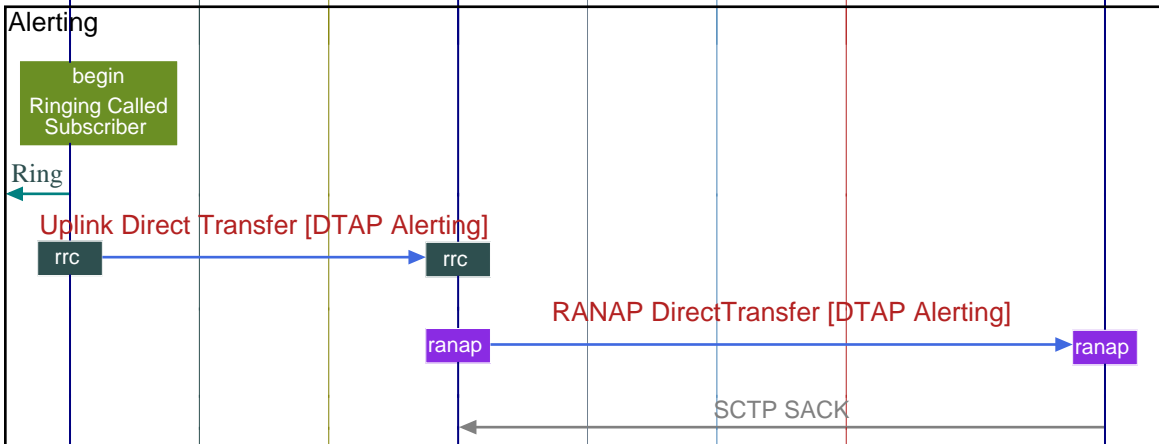 Alerting
begin
Ringing Called
Subscriber
Ring
Uplink Direct Transfer [DTAP Alerting]
rrc
rrc
RANAP DirectTransfer [DTAP Alerting]
ranap
ranap
SCTP SACK